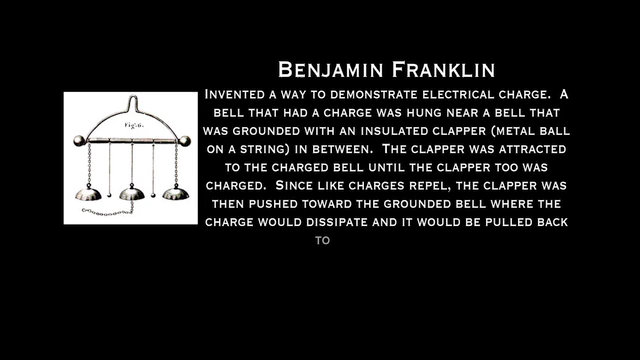 Benjamin Franklin
Invented a way to demonstrate electrical charge. A
bell that had a charge was hung near a bell that
was grounded with an insulated clapper (metal ball
on a string) in between. The clapper was attracted
to the charged bell until the clapper too was
charged. Since like charges repel, the clapper was
then pushed toward the grounded bell where the
charge would dissipate and it would be pulled back
to
Fig:6.